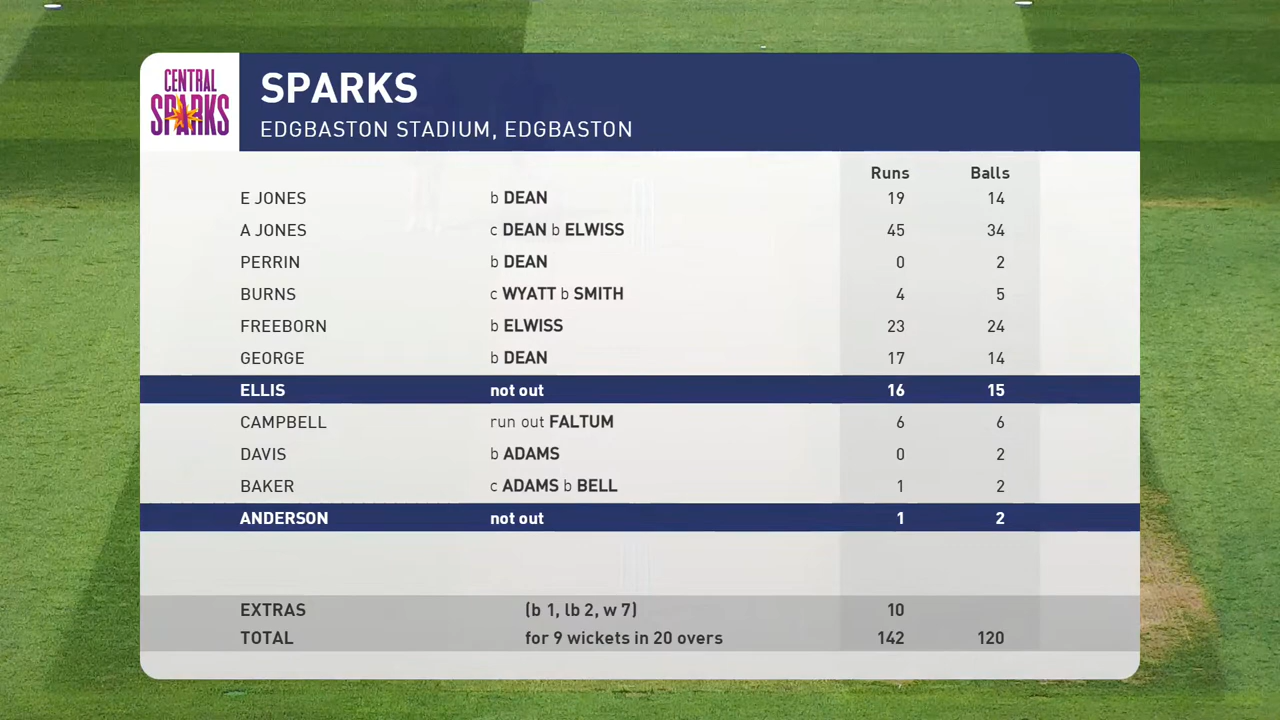 CENTRAL SPARKS
SPARKS
EDGBASTON STADIUM, EDGBASTON
Runs Balls
E JONES b DEAN 19 14
A JONES c DEAN b ELWISS 45 34
PERRIN b DEAN 0 2
BURNS c WYATT b SMITH 4 5
FREEBORN b ELWISS 23 24
GEORGE b DEAN 17 14
ELLIS not out 16 15
CAMPBELL run out FALTUM 6 6
DAVIS b ADAMS 0 2
BAKER c ADAMS b BELL 1 2
ANDERSON not out 1 2
EXTRAS (b 1, lb 2, w 7) 10
TOTAL for 9 wickets in 20 overs 142 120